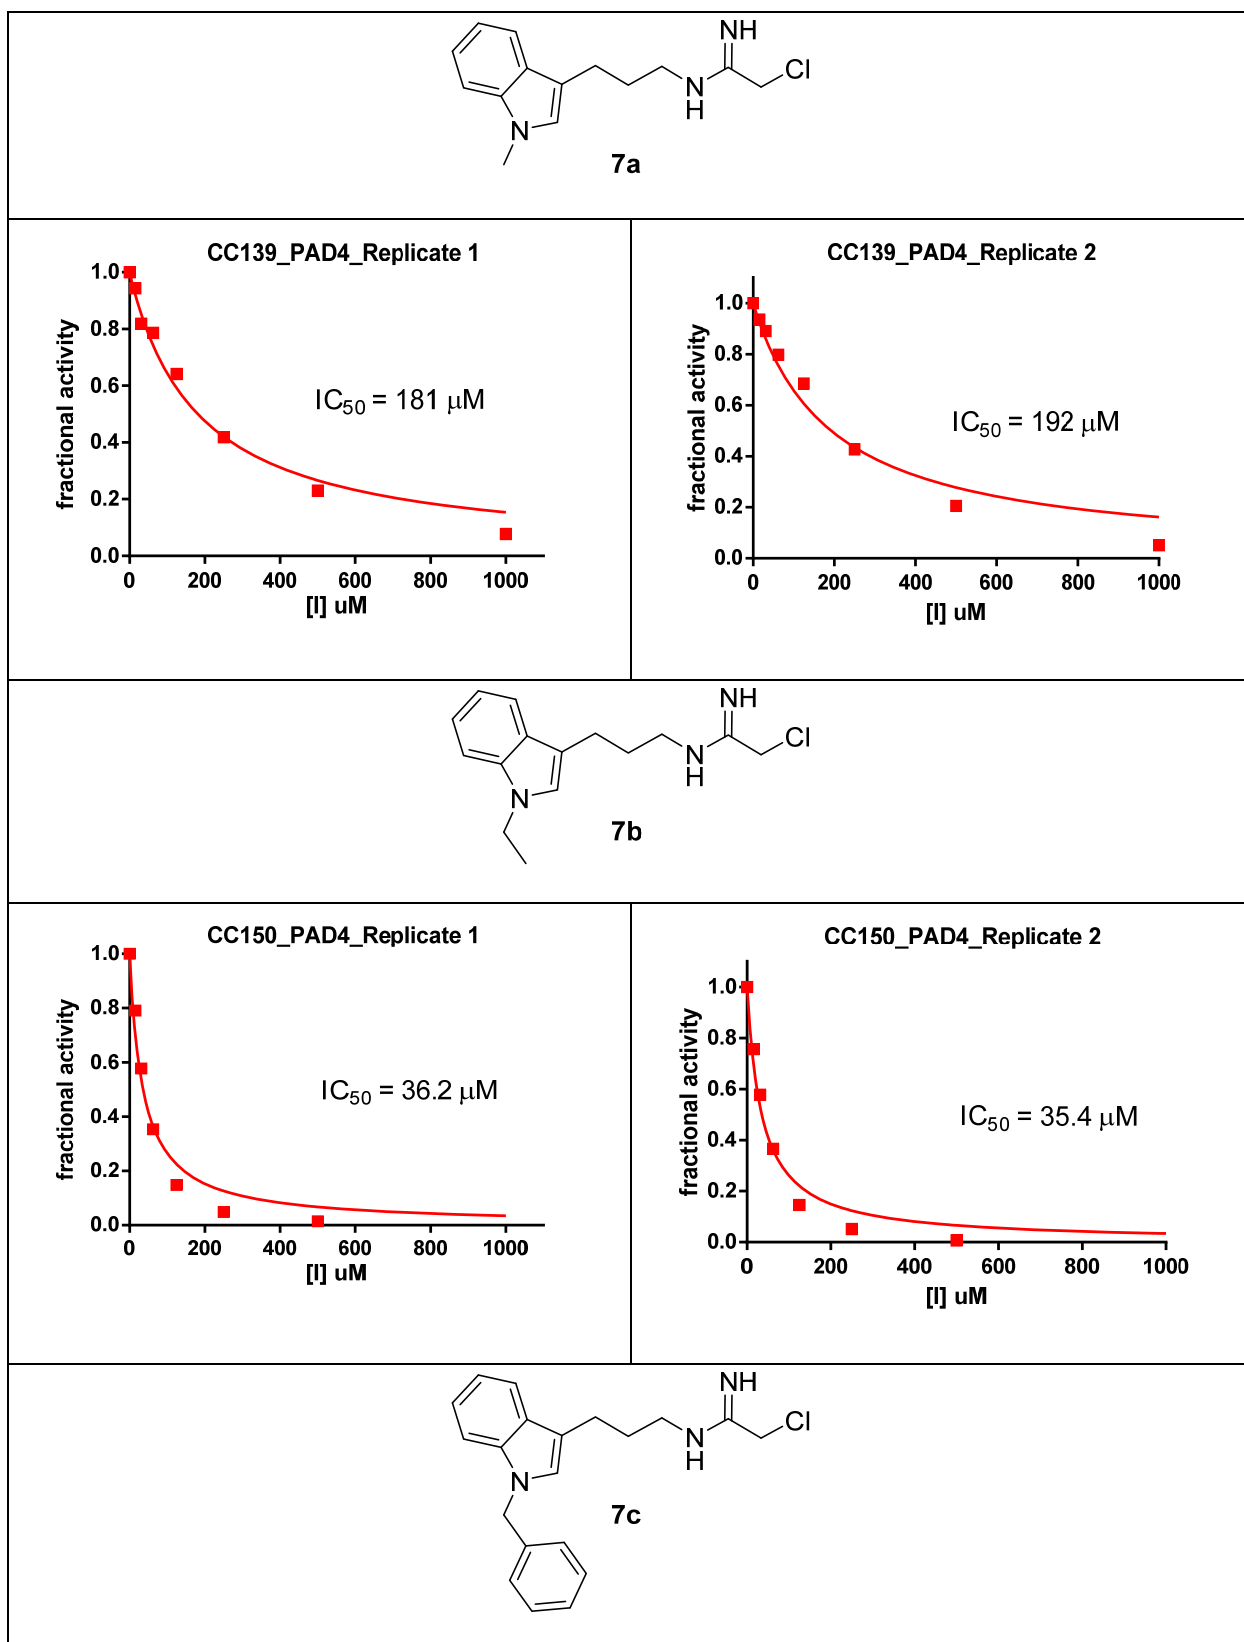 NH
Cl
N
H
N
7a
CC139_PAD4_Replicate 1
1.0
0.8
0.6
0.4
0.2
0.0
fractional activity
IC50 = 181 μM
0 200 400 600 800 1000
[I] uM
CC139_PAD4_Replicate 2
1.0
0.8
0.6
0.4
0.2
0.0
fractional activity
IC50 = 192 μM
0 200 400 600 800 1000
[I] uM
NH
Cl
N
H
N
7b
CC150_PAD4_Replicate 1
1.0
0.8
0.6
0.4
0.2
0.0
fractional activity
IC50 = 36.2 μM
0 200 400 600 800 1000
[I] uM
CC150_PAD4_Replicate 2
1.0
0.8
0.6
0.4
0.2
0.0
fractional activity
IC50 = 35.4 μM
0 200 400 600 800 1000
[I] uM
NH
Cl
N
H
N
7c